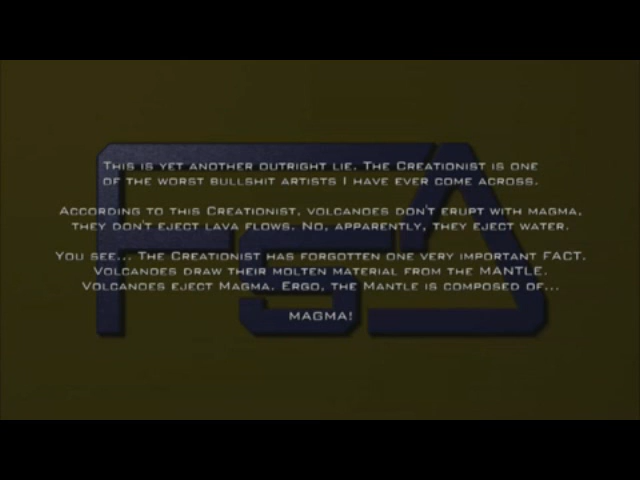 This is yet another outright lie. The Creationist is one
of the worst bullshit artists I have ever come across.
According to this Creationist, volcanoes don't erupt with magma,
they don't eject lava flows. No, apparently, they eject water.
You see... The Creationist has forgotten one very important FACT.
Volcanoes draw their molten material from the MANTLE.
Volcanoes eject Magma. Ergo, the Mantle is composed of...
MAGMA!
FSA